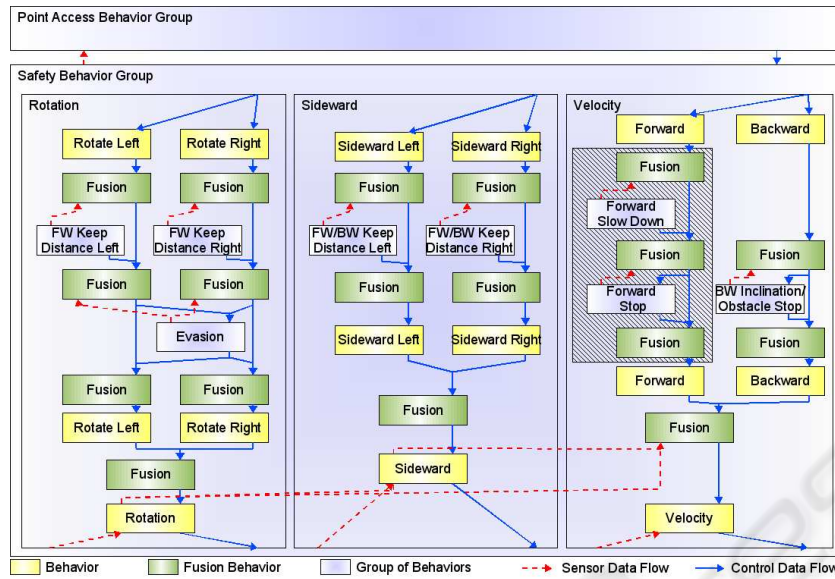 Point Access Behavior Group
Safety Behavior Group
Rotation
Rotate Left
Rotate Right
Fusion
Fusion
FW Keep
Distance Left
FW Keep
Distance Right
Fusion
Fusion
Evasion
Fusion
Fusion
Rotate Left
Rotate Right
Fusion
Rotation
Sideward
Sideward Left
Sideward Right
Fusion
Fusion
FW/BW Keep
Distance Left
FW/BW Keep
Distance Right
Fusion
Fusion
Sideward Left
Sideward Right
Fusion
Sideward
Velocity
Forward
Backward
Fusion
Forward
Slow Down
Fusion
Fusion
Forward
Stop
BW Inclination/
Obstacle Stop
Fusion
Fusion
Forward
Backward
Fusion
Velocity
Behavior
Fusion Behavior
Group of Behaviors
Sensor Data Flow
Control Data Flow